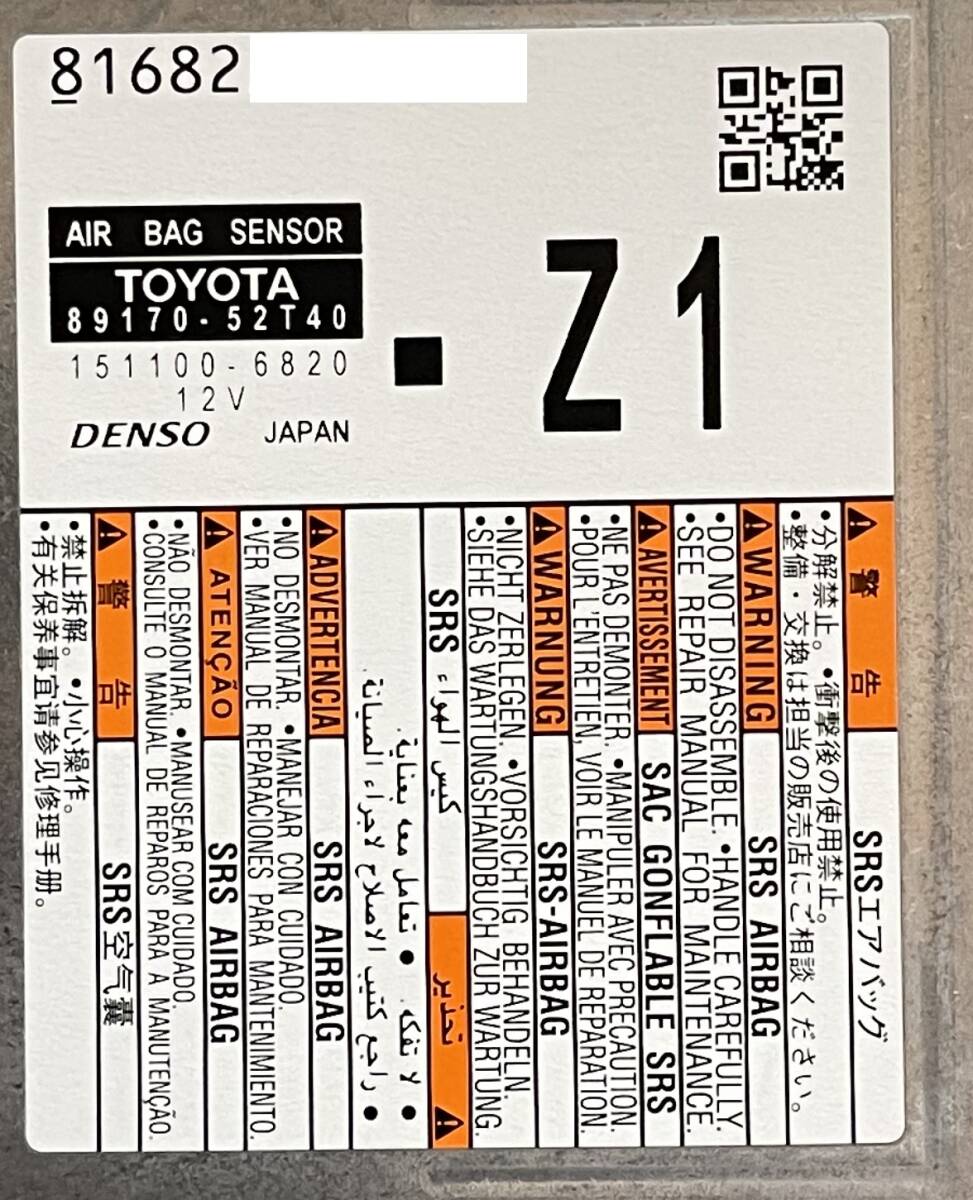 81682
AIR BAG SENSOR
TOYOTA
89170-52T40
151100-6820
12V
DENSO JAPAN
Z1
警告 SRSエアバッグ
•分解禁止。 •衝撃後の使用禁止。
•整備・交換は担当の販売店にご相談ください。
WARNING SRS AIRBAG
•DO NOT DISASSEMBLE. •HANDLE CAREFULLY.
•SEE REPAIR MANUAL FOR MAINTENANCE.
AVERTISSEMENT SAC GONFLABLE SRS
•NE PAS DEMONTER. •MANIPULER AVEC PRECAUTION.
•POUR L'ENTRETIEN, VOIR LE MANUEL DE REPARATION.
WARNUNG SRS-AIRBAG
•NICHT ZERLEGEN. •VORSICHTIG BEHANDELN.
•SIEHE DAS WARTUNGSHANDBUCH ZUR WARTUNG.
تحذير كيس الهواء SRS
• لا تفكه. • تعامل معه بعناية.
• راجع كتيب الاصلاح لاجراء الصيانة.
ADVERTENCIA SRS AIRBAG
•NO DESMONTAR. •MANEJAR CON CUIDADO.
•VER MANUAL DE REPARACIONES PARA MANTENIMIENTO.
ATENÇÃO SRS AIRBAG
•NÃO DESMONTAR. •MANUSEAR COM CUIDADO.
•CONSULTE O MANUAL DE REPAROS PARA A MANUTENÇÃO.
警告 SRS空气囊
•禁止拆解。 •小心操作。
•有关保养事宜请参见修理手册。